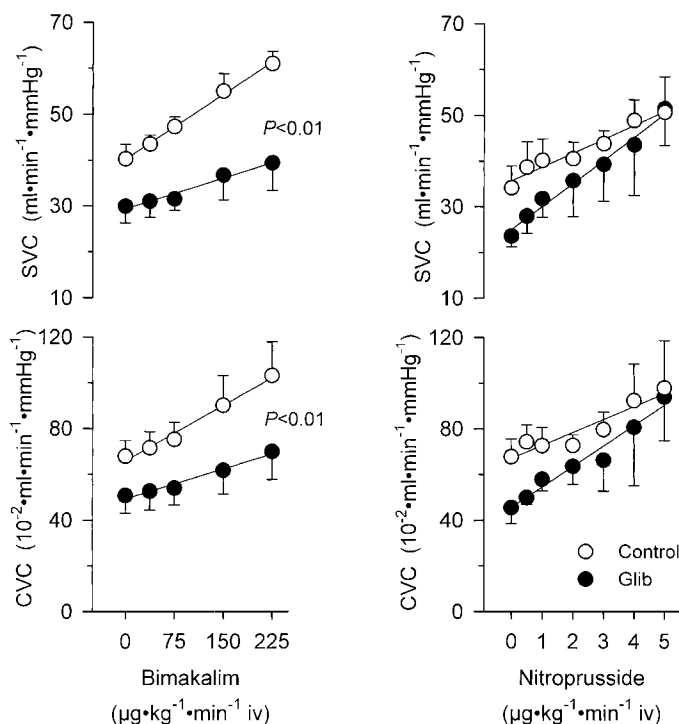 70
50
30
10
SVC (ml•min⁻¹•mmHg⁻¹)
P<0.01
70
50
30
10
SVC (ml•min⁻¹•mmHg⁻¹)
120
80
40
0
CVC (10⁻²•ml•min⁻¹•mmHg⁻¹)
P<0.01
0 75 150 225
Bimakalim
(µg•kg⁻¹•min⁻¹ iv)
120
80
40
0
CVC (10⁻²•ml•min⁻¹•mmHg⁻¹)
Control
Glib
0 1 2 3 4 5
Nitroprusside
(µg•kg⁻¹•min⁻¹ iv)